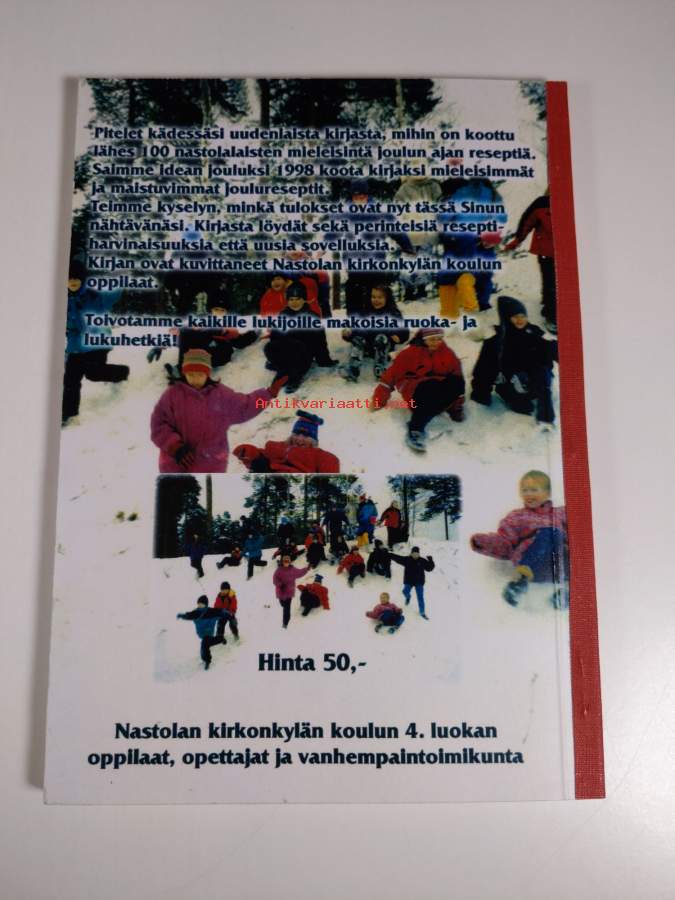 Pitelet kädessäsi uudenlaista kirjasta, mihin on koottu
lähes 100 nastolalaisten mieleisintä joulun ajan reseptiä.
Saimme idean jouluksi 1998 koota kirjaksi mieleisimmät
ja maistuvimmat joulureseptit.
Teimme kyselyn, minkä tulokset ovat nyt tässä Sinun
nähtävänäsi. Kirjasta löydät sekä perinteisiä resepti-
harvinaisuuksia että uusia sovelluksia.
Kirjan ovat kuvittaneet Nastolan kirkonkylän koulun
oppilaat.
Toivotamme kaikille lukijoille makoisia ruoka- ja
lukuhetkiä!
Antikvariaatti.net
Hinta 50,-
Nastolan kirkonkylän koulun 4. luokan
oppilaat, opettajat ja vanhempaintoimikunta